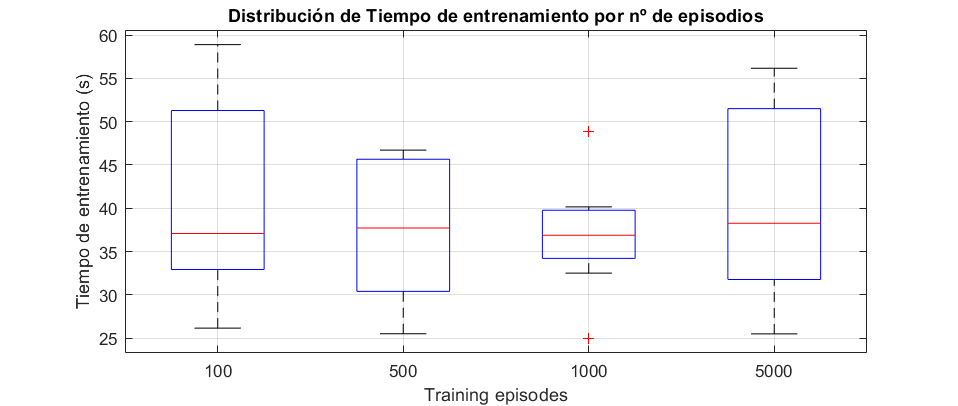 Distribución de Tiempo de entrenamiento por nº de episodios
Tiempo de entrenamiento (s)
60
55
50
45
40
35
30
25
100 500 1000 5000
Training episodes